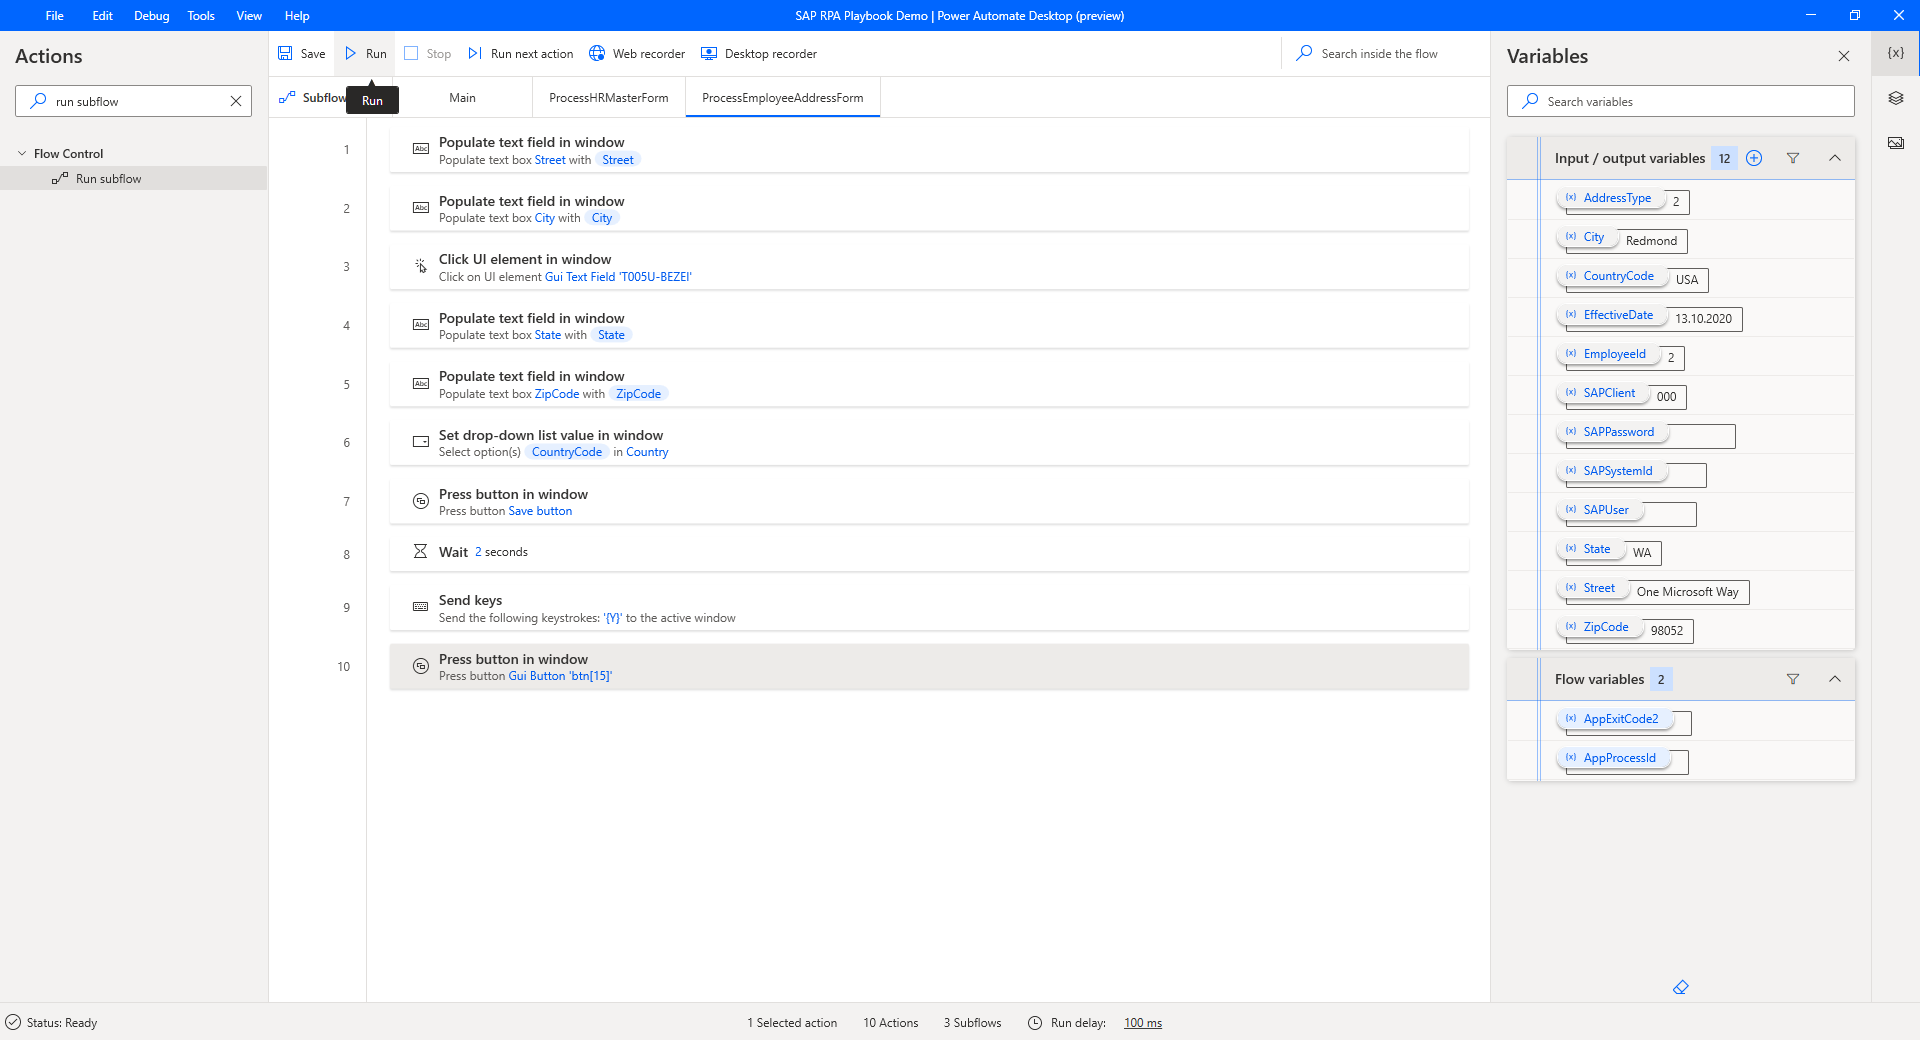 File Edit Debug Tools View Help
SAP RPA Playbook Demo | Power Automate Desktop (preview)
Actions
run subflow
Flow Control
Run subflow
Save Run Stop Run next action Web recorder Desktop recorder
Search inside the flow
Subflow Main ProcessHRMasterForm ProcessEmployeeAddressForm
Run
1 Abc Populate text field in window
Populate text box Street with Street
2 Abc Populate text field in window
Populate text box City with City
3 Click UI element in window
Click on UI element Gui Text Field 'T005U-BEZEI'
4 Abc Populate text field in window
Populate text box State with State
5 Abc Populate text field in window
Populate text box ZipCode with ZipCode
6 Set drop-down list value in window
Select option(s) CountryCode in Country
7 Press button in window
Press button Save button
8 Wait 2 seconds
9 Send keys
Send the following keystrokes: '{Y}' to the active window
10 Press button in window
Press button Gui Button 'btn[15]'
Variables
{x}
Search variables
Input / output variables 12
(x) AddressType 2
(x) City Redmond
(x) CountryCode USA
(x) EffectiveDate 13.10.2020
(x) EmployeeId 2
(x) SAPClient 000
(x) SAPPassword
(x) SAPSystemId
(x) SAPUser
(x) State WA
(x) Street One Microsoft Way
(x) ZipCode 98052
Flow variables 2
(x) AppExitCode2
(x) AppProcessId
Status: Ready
1 Selected action 10 Actions 3 Subflows Run delay: 100 ms